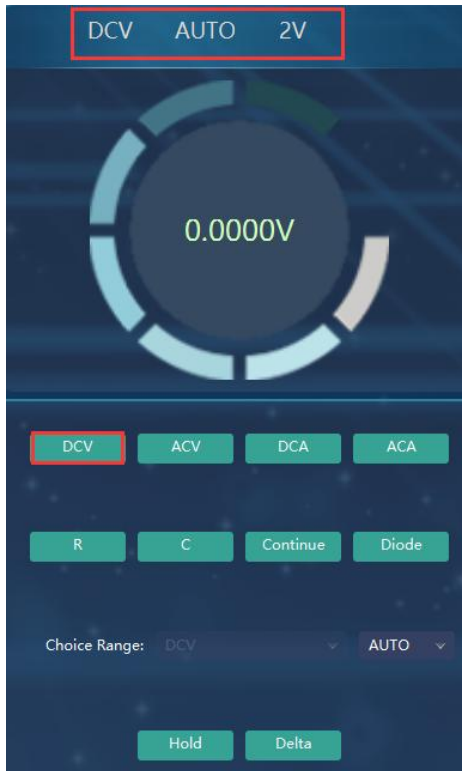 DCV AUTO 2V
0.0000V
DCV ACV DCA ACA
R C Continue Diode
Choice Range: DCV AUTO
Hold Delta